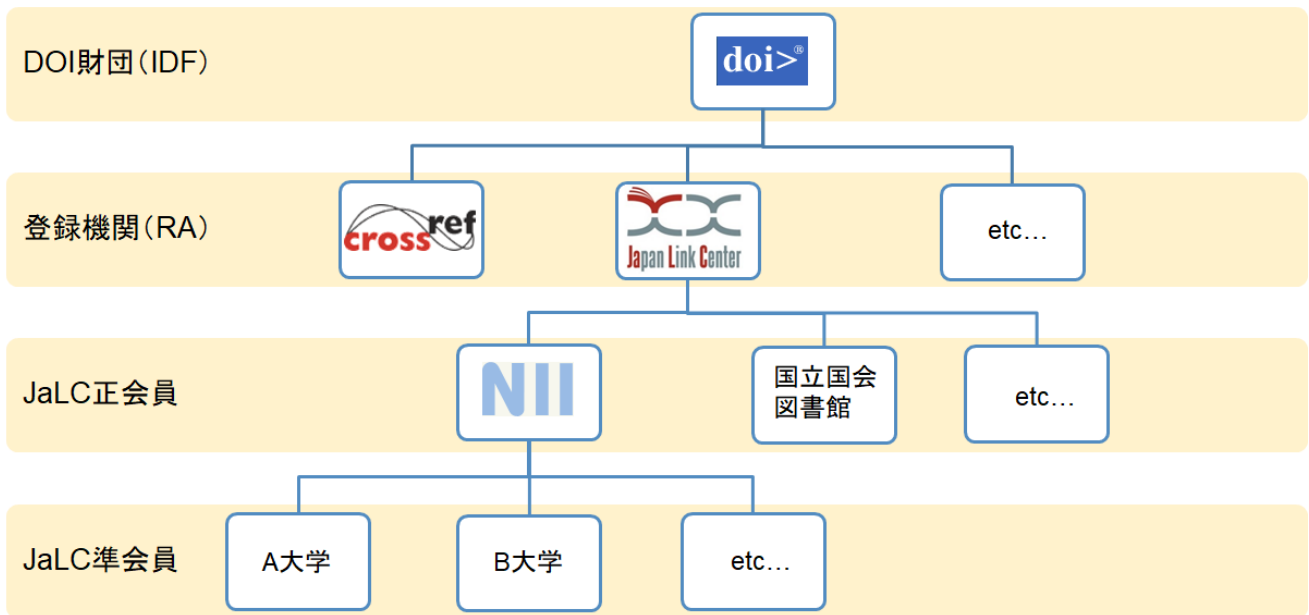 DOI財団（IDF）
doi>®
登録機関（RA）
crossref
Japan Link Center
etc…
JaLC正会員
NII
国立国会
図書館
etc…
JaLC準会員
A大学
B大学
etc…